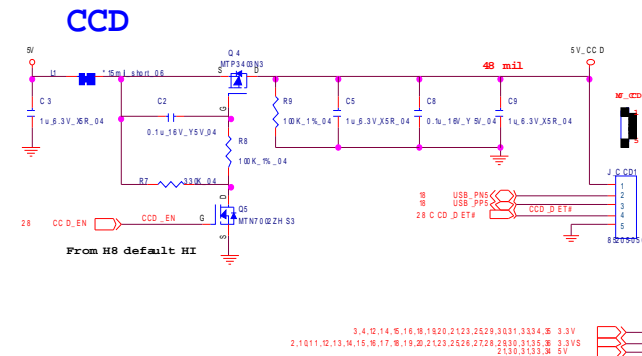 CCD
5V
L1
*15mil_short_06
Q4
MTP3403N3
S
D
G
48 mil
5V_CCD
C3
1u_6.3V_X5R_04
C2
0.1u_16V_Y5V_04
R8
100K_1%_04
R9
100K_1%_04
C5
1u_6.3V_X5R_04
C8
0.1u_16V_Y5V_04
C9
1u_6.3V_X5R_04
R7
330K_04
28
CCD_EN
CCD_EN
G
D
S
Q5
MTN7002ZHS3
From H8 default HI
1
5
J_CCD1
1
2
3
4
5
18 USB_PN5
18 USB_PP5
28 CCD_DET#
CCD_DET#
3,4,12,14,15,16,18,19,20,21,23,25,29,30,31,33,34,35 3.3V
2,10,11,12,13,14,15,16,17,18,19,20,21,23,25,26,27,28,29,30,31,35,36 3.3VS
21,30,31,33,34 5V